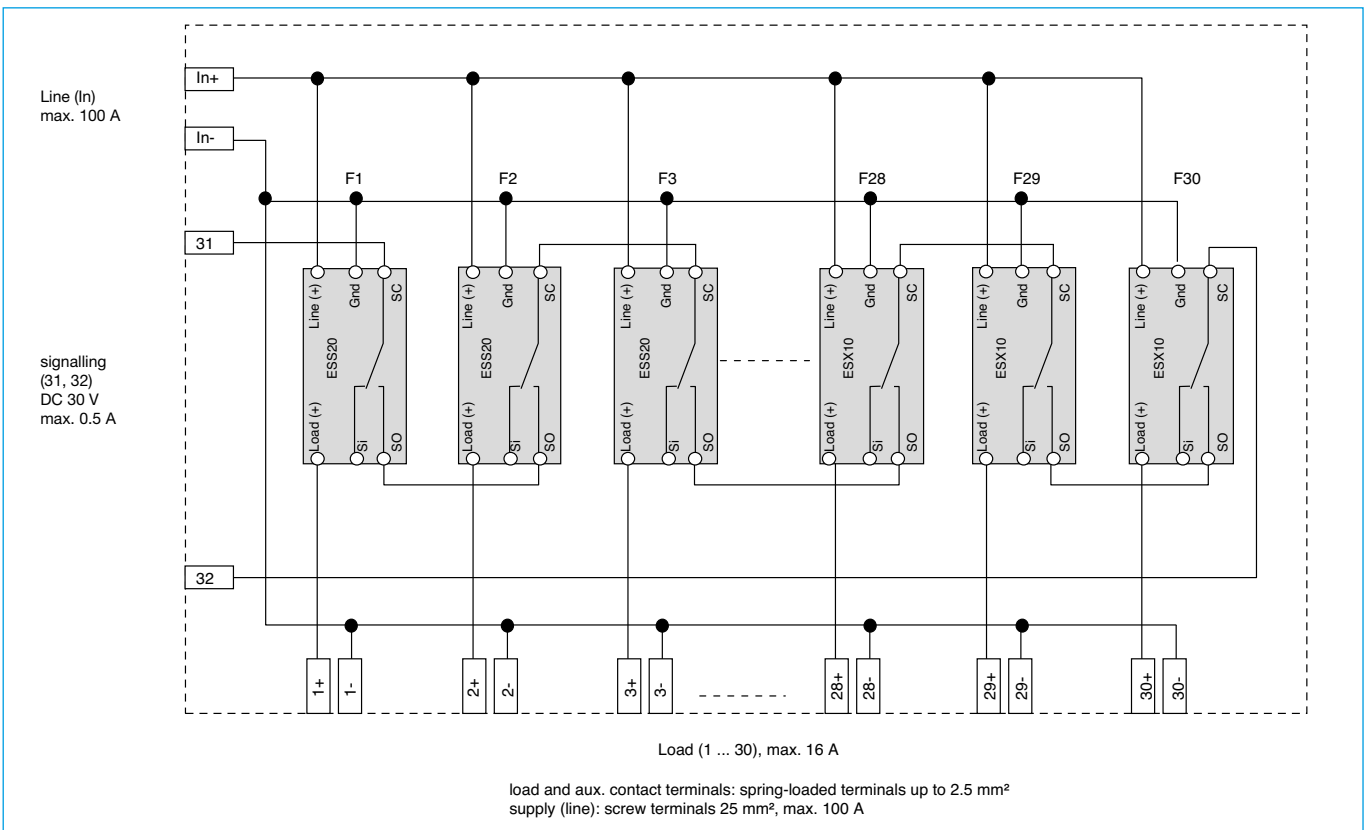 In+
Line (In)
max. 100 A
In-
F1 F2 F3 F28 F29 F30
31
Line (+) Gnd SC Line (+) Gnd SC Line (+) Gnd SC Line (+) Gnd SC Line (+) Gnd SC Line (+) Gnd SC
ESS20 ESS20 ESS20 ESX10 ESX10 ESX10
signalling
(31, 32)
DC 30 V
max. 0.5 A
Load (+) Si SO Load (+) Si SO Load (+) Si SO Load (+) Si SO Load (+) Si SO Load (+) Si SO
32
1+ 1- 2+ 2- 3+ 3- 28+ 28- 29+ 29- 30+ 30-
Load (1 ... 30), max. 16 A
load and aux. contact terminals: spring-loaded terminals up to 2.5 mm²
supply (line): screw terminals 25 mm², max. 100 A